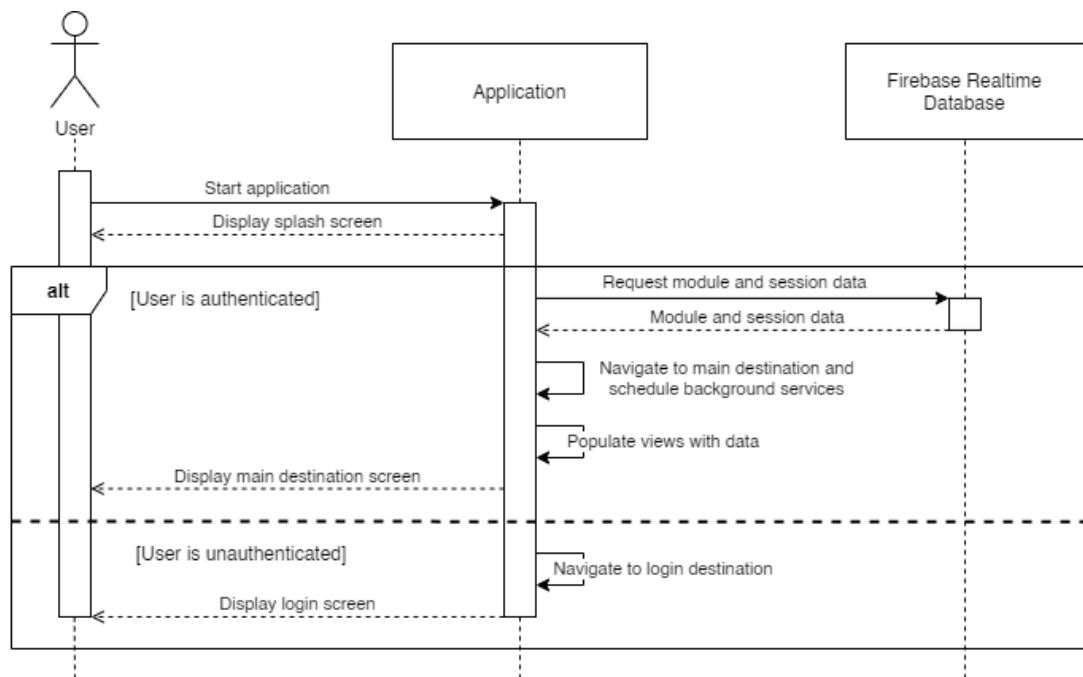 User
Application
Firebase Realtime
Database
Start application
Display splash screen
alt
[User is authenticated]
Request module and session data
Module and session data
Navigate to main destination and
schedule background services
Populate views with data
Display main destination screen
[User is unauthenticated]
Navigate to login destination
Display login screen